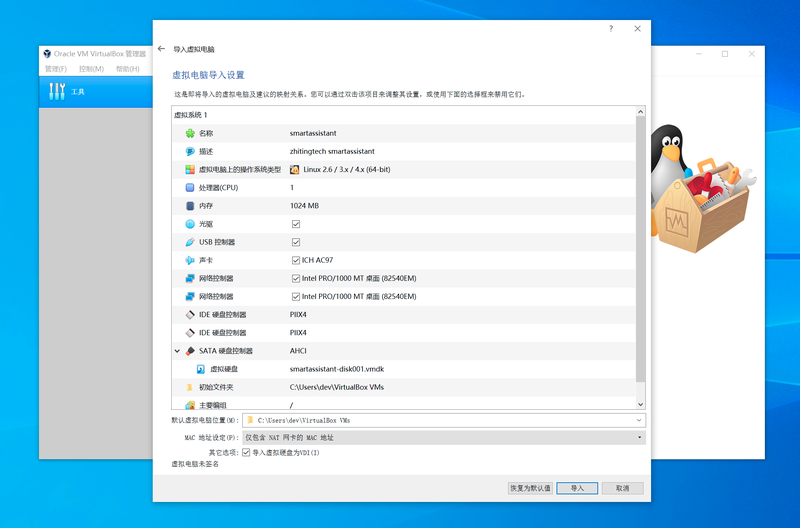 Oracle VM VirtualBox 管理器
管理(F) 控制(M) 帮助(H)
工具
?
导入虚拟电脑
虚拟电脑导入设置
这是即将导入的虚拟电脑及建议的映射关系。您可以通过双击该项目来调整其设置，或使用下面的选择框来禁用它们。
虚拟系统 1
名称 smartassistant
描述 zhitingtech smartassistant
虚拟电脑上的操作系统类型 Linux 2.6 / 3.x / 4.x (64-bit)
处理器(CPU) 1
内存 1024 MB
光驱
USB 控制器
声卡 ICH AC97
网络控制器 Intel PRO/1000 MT 桌面 (82540EM)
网络控制器 Intel PRO/1000 MT 桌面 (82540EM)
IDE 硬盘控制器 PIIX4
IDE 硬盘控制器 PIIX4
SATA 硬盘控制器 AHCI
虚拟硬盘 smartassistant-disk001.vmdk
初始文件夹 C:\Users\dev\VirtualBox VMs
主要编组 /
默认虚拟电脑位置(M): C:\Users\dev\VirtualBox VMs
MAC 地址设定(P): 仅包含 NAT 网卡的 MAC 地址
其它选项: 导入虚拟硬盘为VDI(I)
虚拟电脑未签名
恢复为默认值 导入 取消